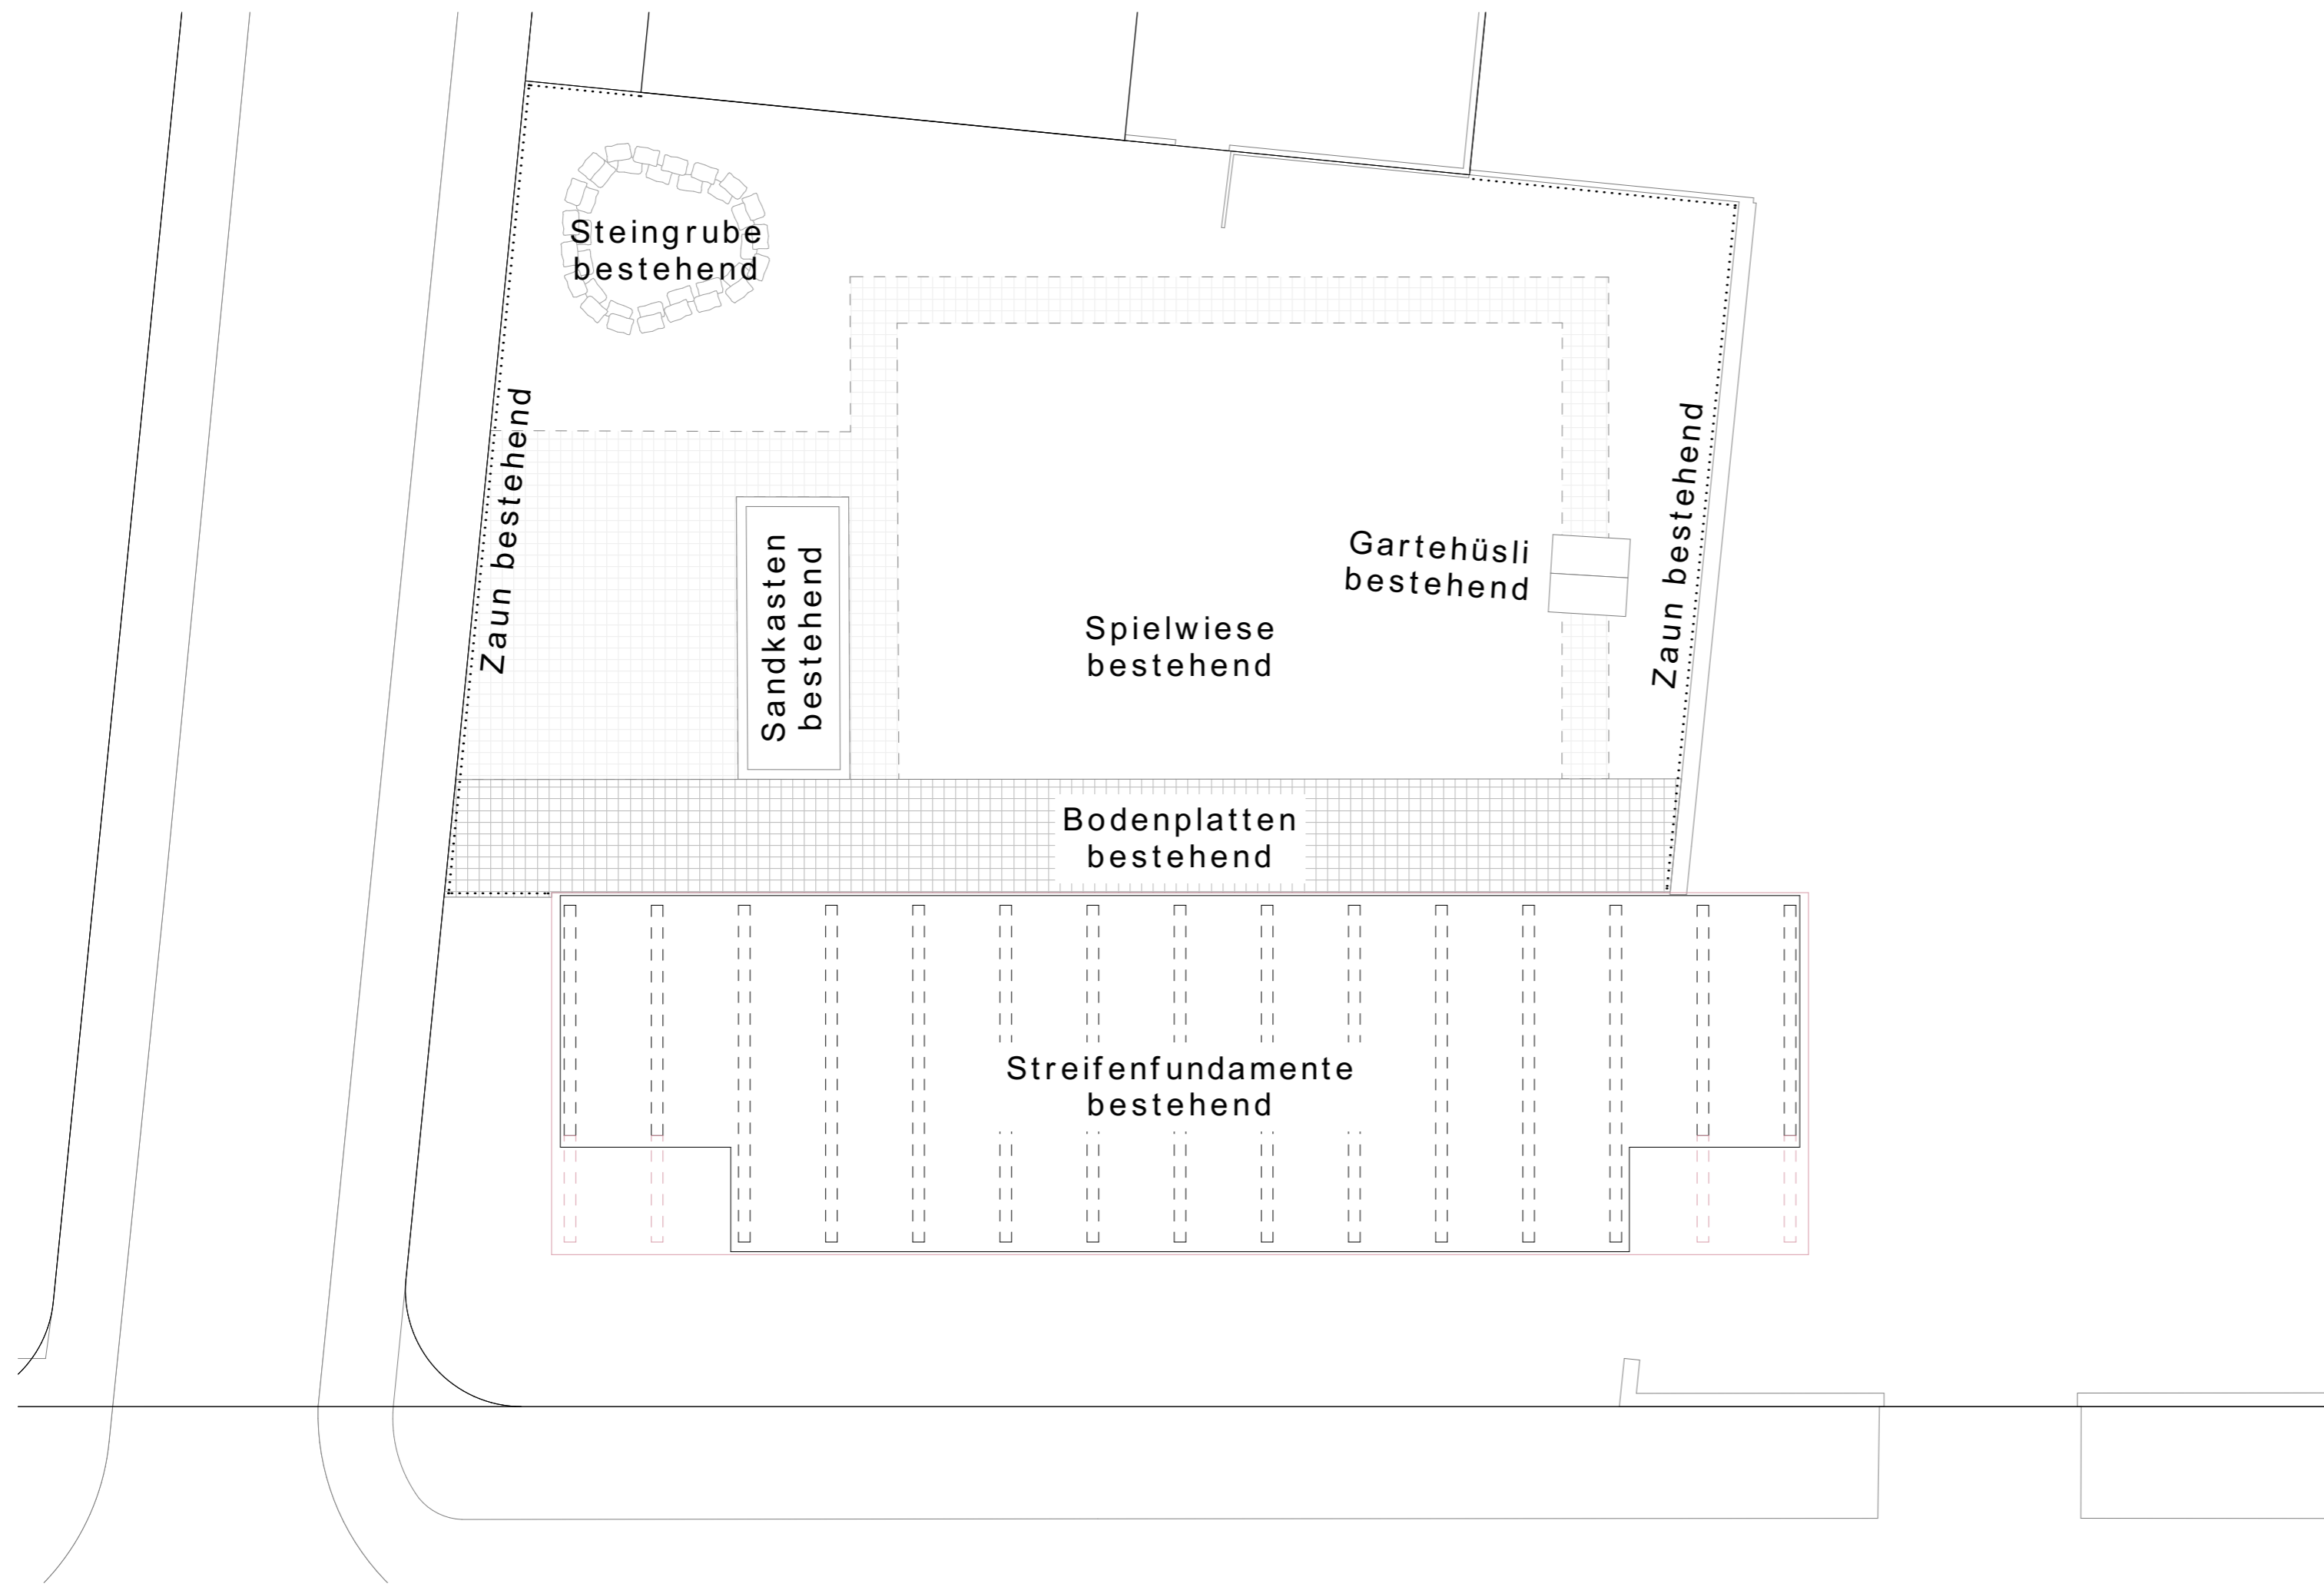 Steingrube
bestehend
Zaun bestehend
Sandkasten
bestehend
Gartehüsli
bestehend
Zaun bestehend
Spielwiese
bestehend
Bodenplatten
bestehend
Streifenfundamente
bestehend